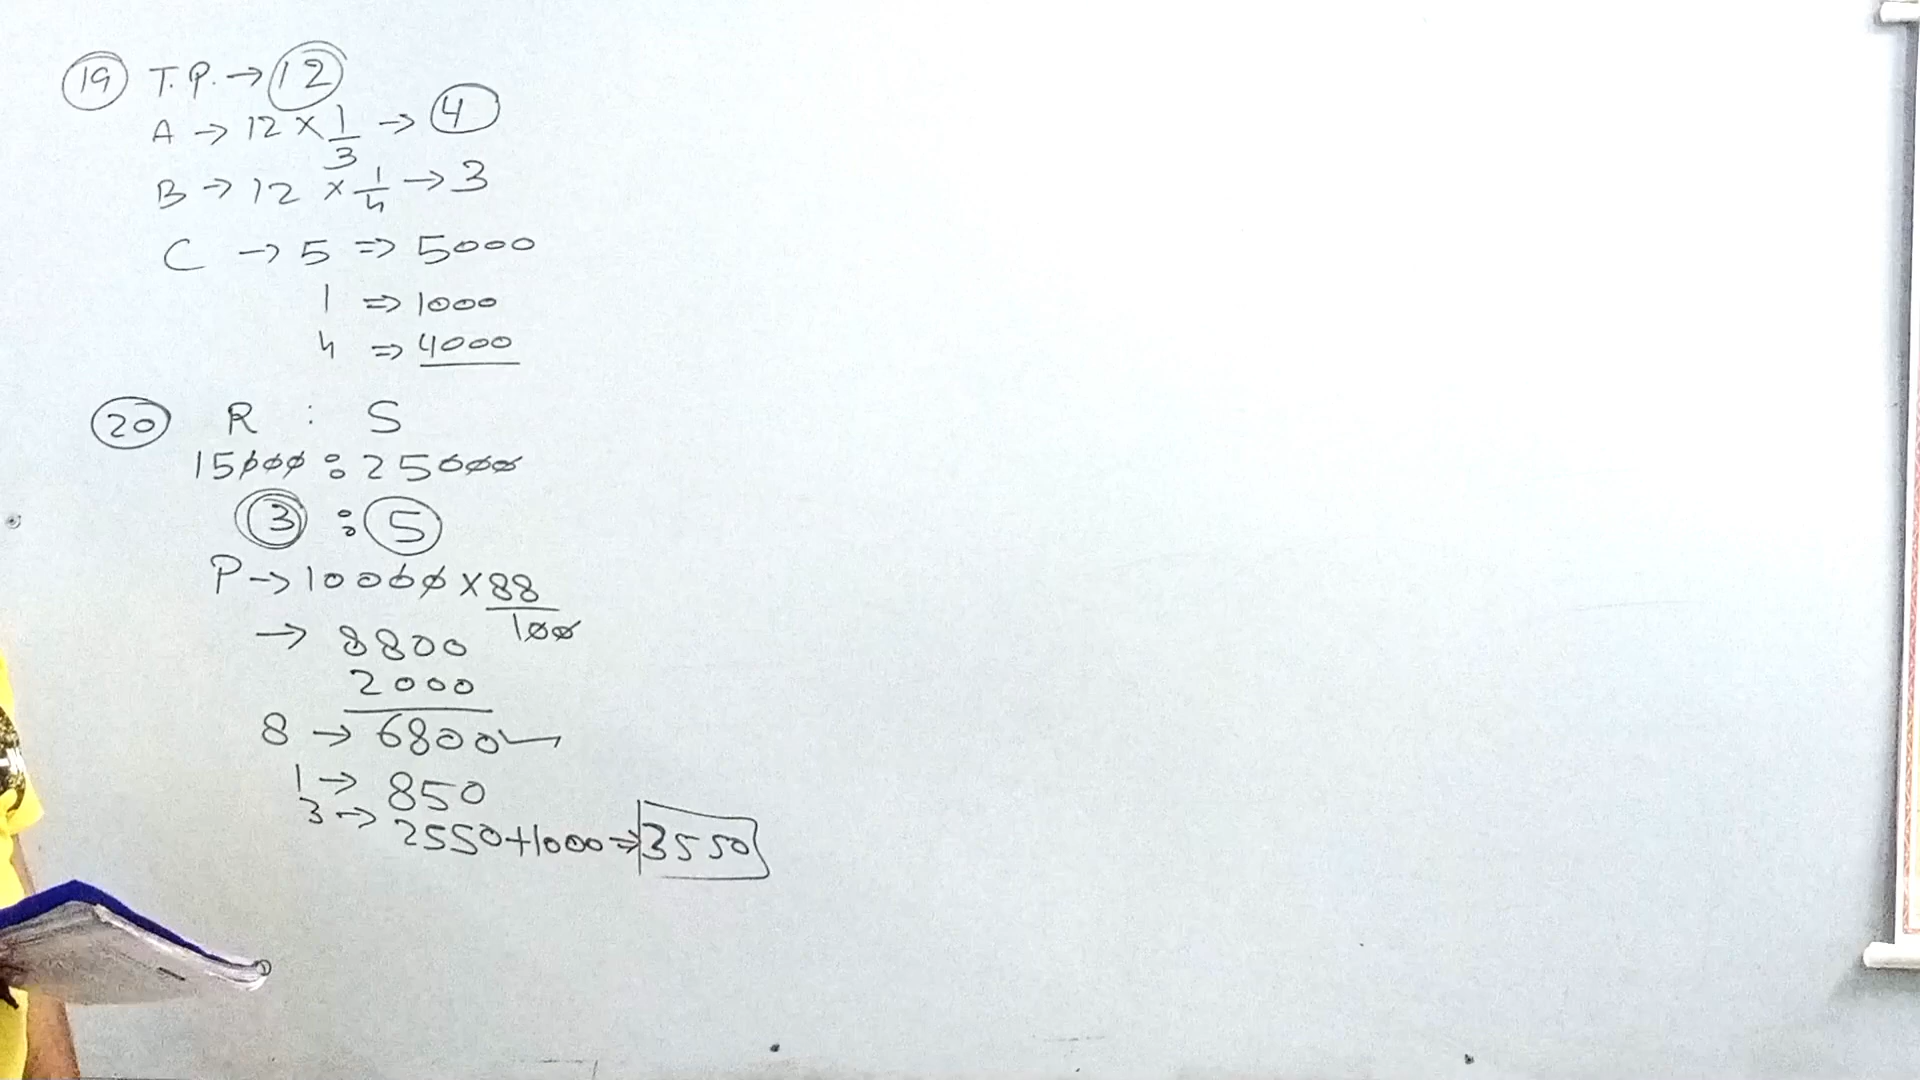 19 T.P. → 12
A → 12 × 1/3 → 4
B → 12 × 1/4 → 3
C → 5 ⇒ 5000
1 ⇒ 1000
4 ⇒ 4000
20 R : S
15000 : 25000
3 : 5
P → 10000 × 88/100
→ 8800
2000
8 → 6800
1 → 850
3 → 2550+1000 ⇒ 3550